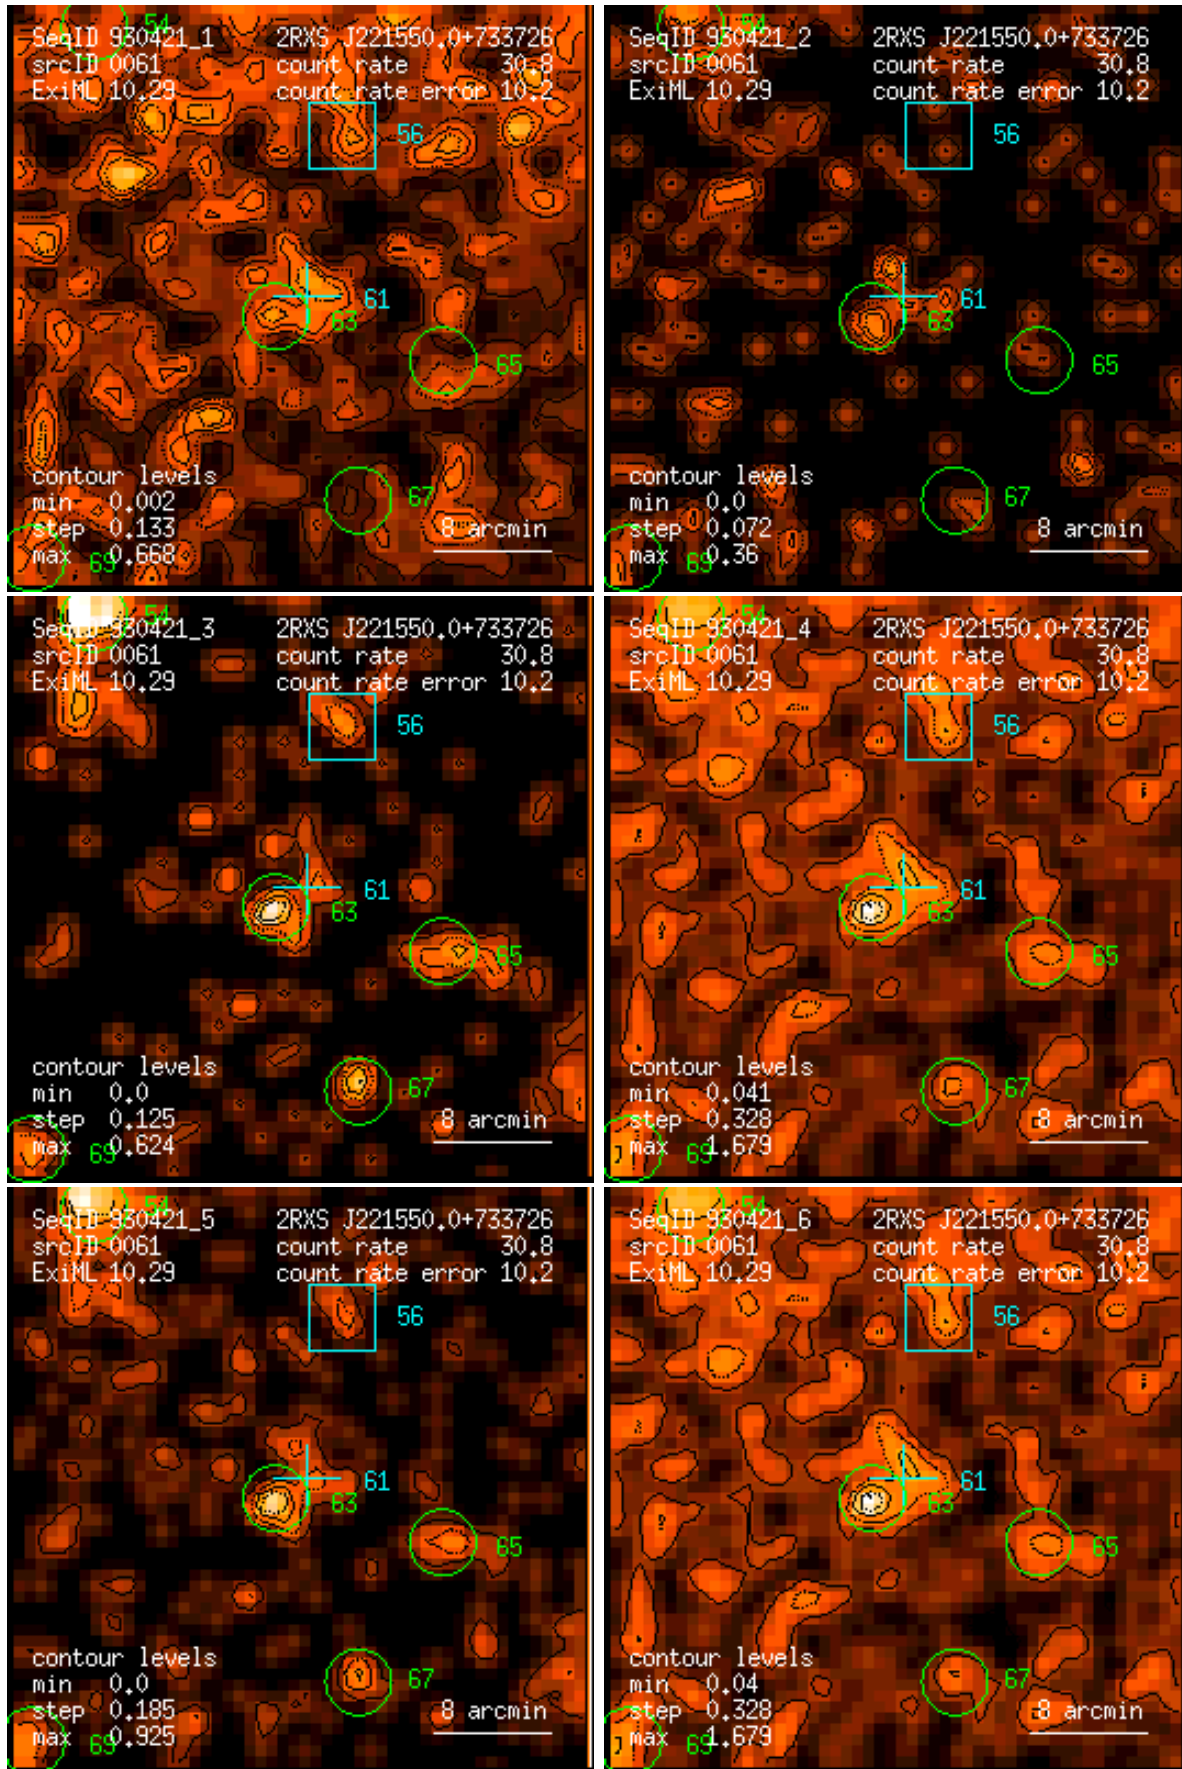 54
SeqID 930421_1 2RXS J221550.0+733726
srcID 0061 count rate 30.8
ExiML 10.29 count rate error 10.2
56
61
63
65
contour levels
min 0.002 67
step 0.133 8 arcmin
max 0.668
69
54
SeqID 930421_2 2RXS J221550.0+733726
srcID 0061 count rate 30.8
ExiML 10.29 count rate error 10.2
56
61
63
65
contour levels
min 0.0 67
step 0.072 8 arcmin
max 0.36
69
54
SeqID 930421_3 2RXS J221550.0+733726
srcID 0061 count rate 30.8
ExiML 10.29 count rate error 10.2
56
61
63
65
contour levels
min 0.0 67
step 0.125 8 arcmin
max 0.624
69
54
SeqID 930421_4 2RXS J221550.0+733726
srcID 0061 count rate 30.8
ExiML 10.29 count rate error 10.2
56
61
63
65
contour levels
min 0.041 67
step 0.328 8 arcmin
max 1.679
69
54
SeqID 930421_5 2RXS J221550.0+733726
srcID 0061 count rate 30.8
ExiML 10.29 count rate error 10.2
56
61
63
65
contour levels
min 0.0 67
step 0.185 8 arcmin
max 0.925
69
54
SeqID 930421_6 2RXS J221550.0+733726
srcID 0061 count rate 30.8
ExiML 10.29 count rate error 10.2
56
61
63
65
contour levels
min 0.04 67
step 0.328 8 arcmin
max 1.679
69